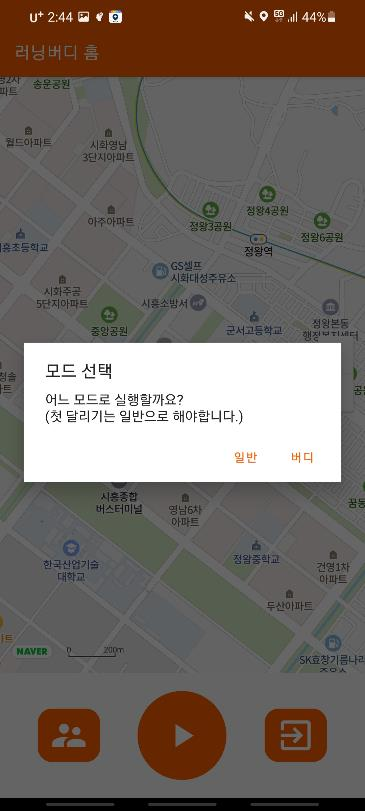 U+ 2:44
5G 44%
러닝버디 홈
송운공원
파트
월드아파트
시화영남
3단지아파트
아주아파트
정왕3공원
정왕4공원
정왕6공원
정왕역
흥초등학교
GS셀프
시화대성주유소
시화주공
5단지아파트
시흥소방서
중앙공원
군서고등학교
정왕본동
행정복지센터
청솔
모드 선택
어느 모드로 실행할까요?
(첫 달리기는 일반으로 해야합니다.)
일반
버디
시흥종합
버스터미널
영남6차
아파트
한국산업기술
대학교
정왕중학교
건영1차
아파트
두산아파트
NAVER
0 200m
SK효창기름나라